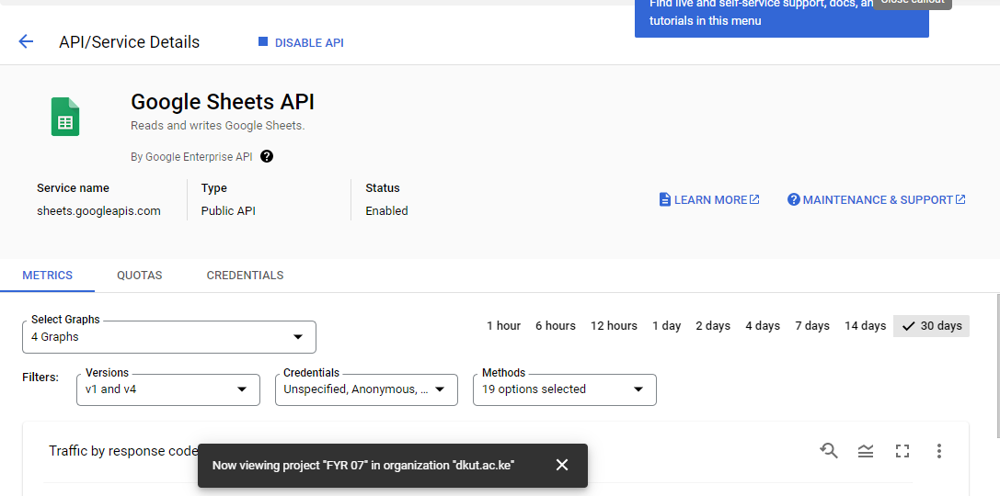 Find live and self-service support, docs, an
Close callout
tutorials in this menu
API/Service Details
DISABLE API
Google Sheets API
Reads and writes Google Sheets.
By Google Enterprise API
Service name
Type
Status
sheets.googleapis.com
Public API
Enabled
LEARN MORE
MAINTENANCE & SUPPORT
METRICS
QUOTAS
CREDENTIALS
Select Graphs
4 Graphs
1 hour
6 hours
12 hours
1 day
2 days
4 days
7 days
14 days
30 days
Filters:
Versions
v1 and v4
Credentials
Unspecified, Anonymous, ...
Methods
19 options selected
Traffic by response code
Now viewing project "FYR 07" in organization "dkut.ac.ke"